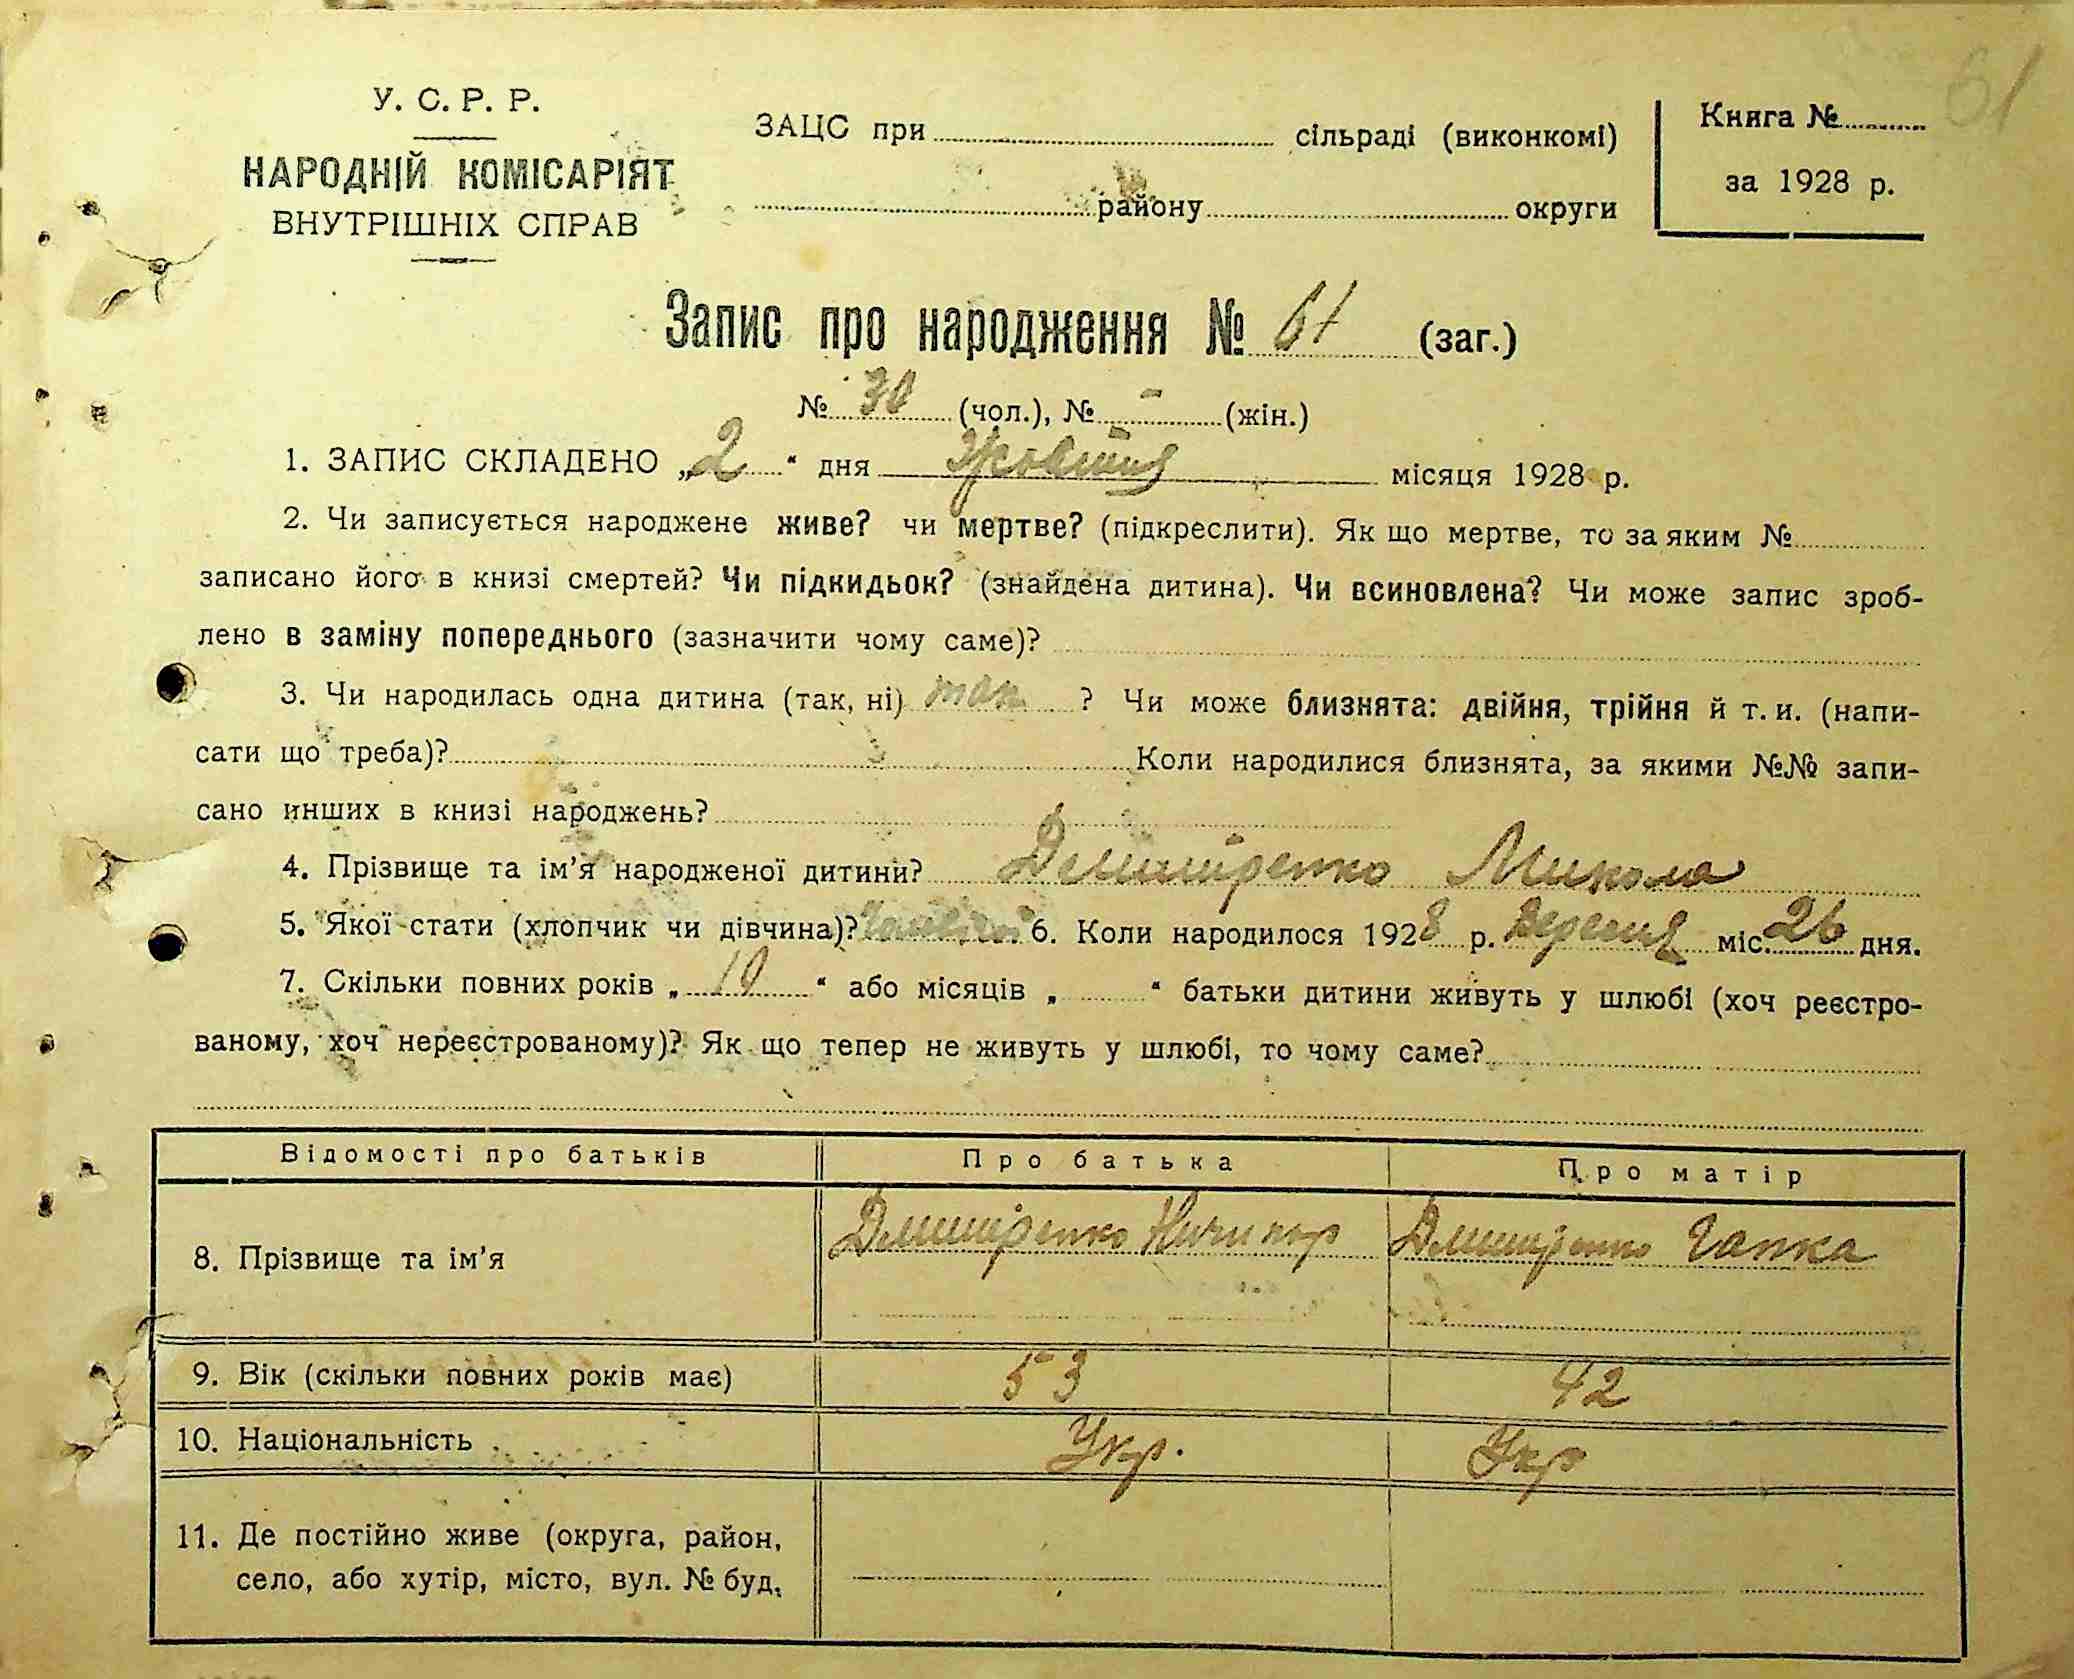 61
У. С. Р. Р.
НАРОДНІЙ КОМІСАРІЯТ
ВНУТРІШНІХ СПРАВ
ЗАЦС при сільраді (виконкомі)
району округи
Книга №
за 1928 р.
Запис про народження № 61 (заг.)
№ 30 (чол.), № - (жін.)
1. ЗАПИС СКЛАДЕНО „2“ дня Жовтня місяця 1928 р.
2. Чи записується народжене живе? чи мертве? (підкреслити). Як що мертве, то за яким №
записано його в книзі смертей? Чи підкидьок? (знайдена дитина). Чи всиновлена? Чи може запис зроб-
лено в заміну попереднього (зазначити чому саме)?
3. Чи народилась одна дитина (так, ні) так ? Чи може близнята: двійня, трійня й т. и. (напи-
сати що треба)? Коли народилися близнята, за якими №№ запи-
сано инших в книзі народжень?
4. Прізвище та ім'я народженої дитини? Дмитренко Микола
5. Якої стати (хлопчик чи дівчина)? 6. Коли народилося 1928 р. Вересня міс. 26 дня.
7. Скільки повних років „ 10 “ або місяців „ “ батьки дитини живуть у шлюбі (хоч реєстро-
ваному, хоч нереєстрованому)? Як що тепер не живуть у шлюбі, то чому саме?
Відомості про батьків Про батька Про матір
8. Прізвище та ім'я Дмитренко Ничипор Дмитренко Гапка
9. Вік (скільки повних років має) 53 42
10. Національність Укр. Укр
11. Де постійно живе (округа, район,
село, або хутір, місто, вул. № буд.